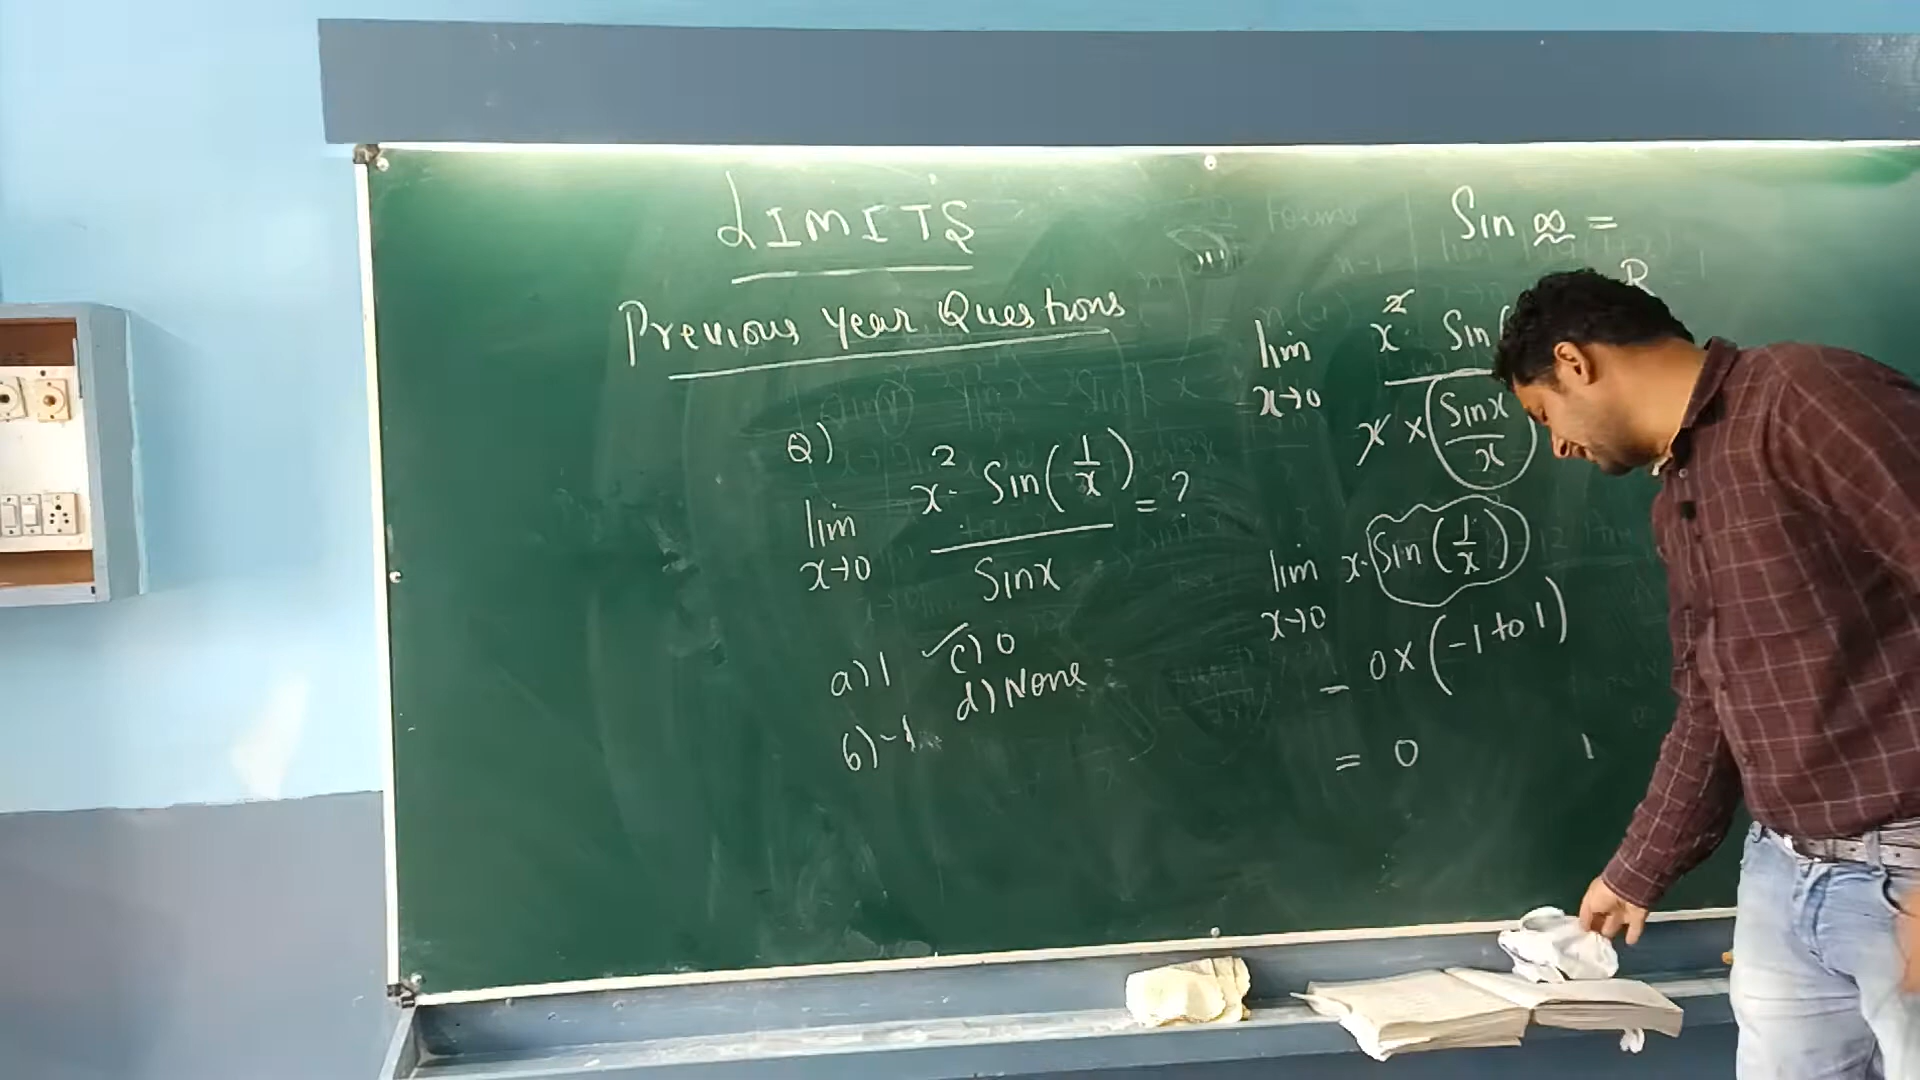 LIMITS
Previous year Questions
Q)
lim x→0 x² · Sin(1/x) / Sinx = ?
a) 1 ✓c) 0
d) None
b) -1
Sin ∞ =
lim x→0 x² · Sin( / x × (Sinx / x)
lim x→0 x · Sin(1/x)
= 0 × (-1 to 1)
= 0